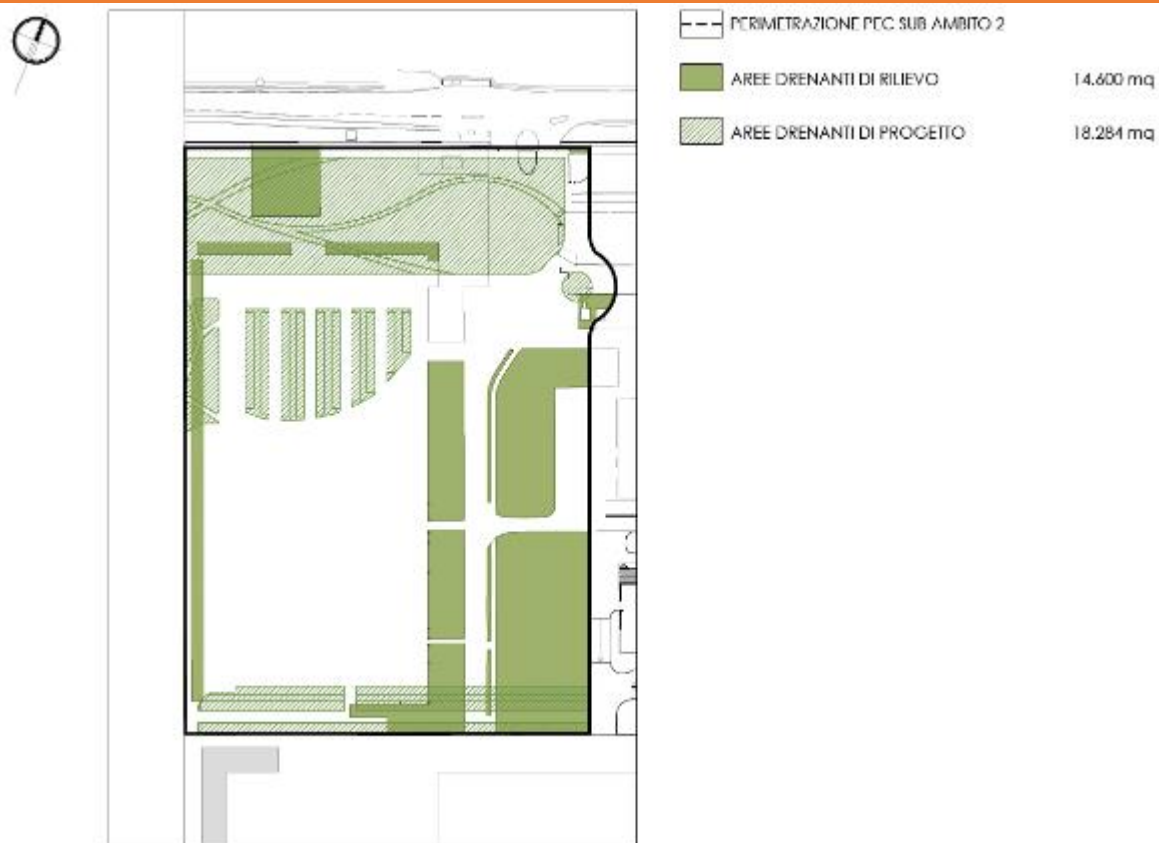 PERIMETRAZIONE PEC SUB AMBITO 2
AREE DRENANTI DI RILIEVO 14.600 mq
AREE DRENANTI DI PROGETTO 18.284 mq